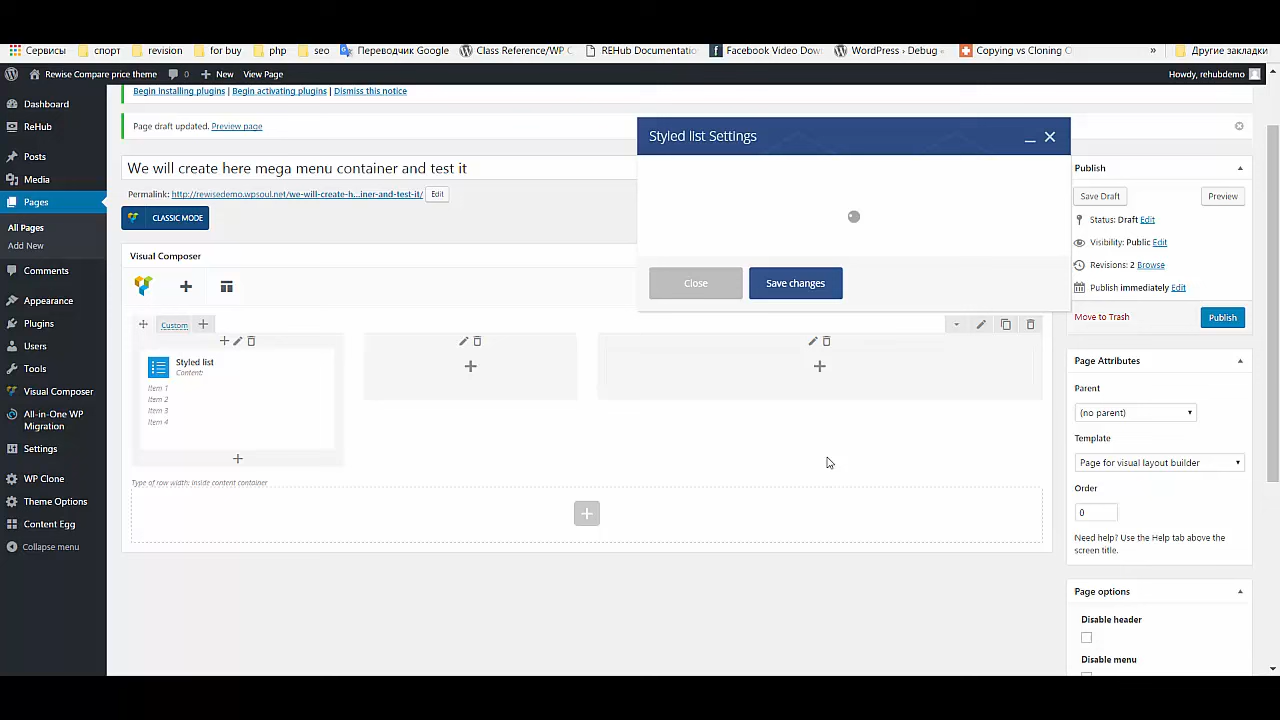 Сервисы спорт revision for buy php seo Переводчик Google Class Reference/WP C REHub Documentatio Facebook Video Dow WordPress › Debug « Copying vs Cloning C » Другие закладки
Rewise Compare price theme 0 New View Page Howdy, rehubdemo
Dashboard
ReHub
Posts
Media
Pages
All Pages
Add New
Comments
Appearance
Plugins
Users
Tools
Visual Composer
All-in-One WP
Migration
Settings
WP Clone
Theme Options
Content Egg
Collapse menu
Begin installing plugins | Begin activating plugins | Dismiss this notice
Page draft updated. Preview page
We will create here mega menu container and test it
Permalink: http://rewisedemo.wpsoul.net/we-will-create-h...iner-and-test-it/ Edit
CLASSIC MODE
Visual Composer
Custom
Styled list
Content:
Item 1
Item 2
Item 3
Item 4
Type of row width: Inside content container
Styled list Settings
Close Save changes
Publish
Save Draft Preview
Status: Draft Edit
Visibility: Public Edit
Revisions: 2 Browse
Publish immediately Edit
Move to Trash Publish
Page Attributes
Parent
(no parent)
Template
Page for visual layout builder
Order
0
Need help? Use the Help tab above the
screen title.
Page options
Disable header
Disable menu